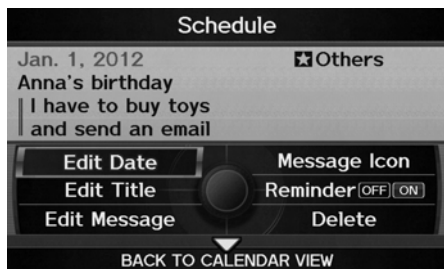 Schedule
Jan. 1, 2012 Others
Anna's birthday
I have to buy toys
and send an email
Edit Date Message Icon
Edit Title Reminder OFF ON
Edit Message Delete
BACK TO CALENDAR VIEW